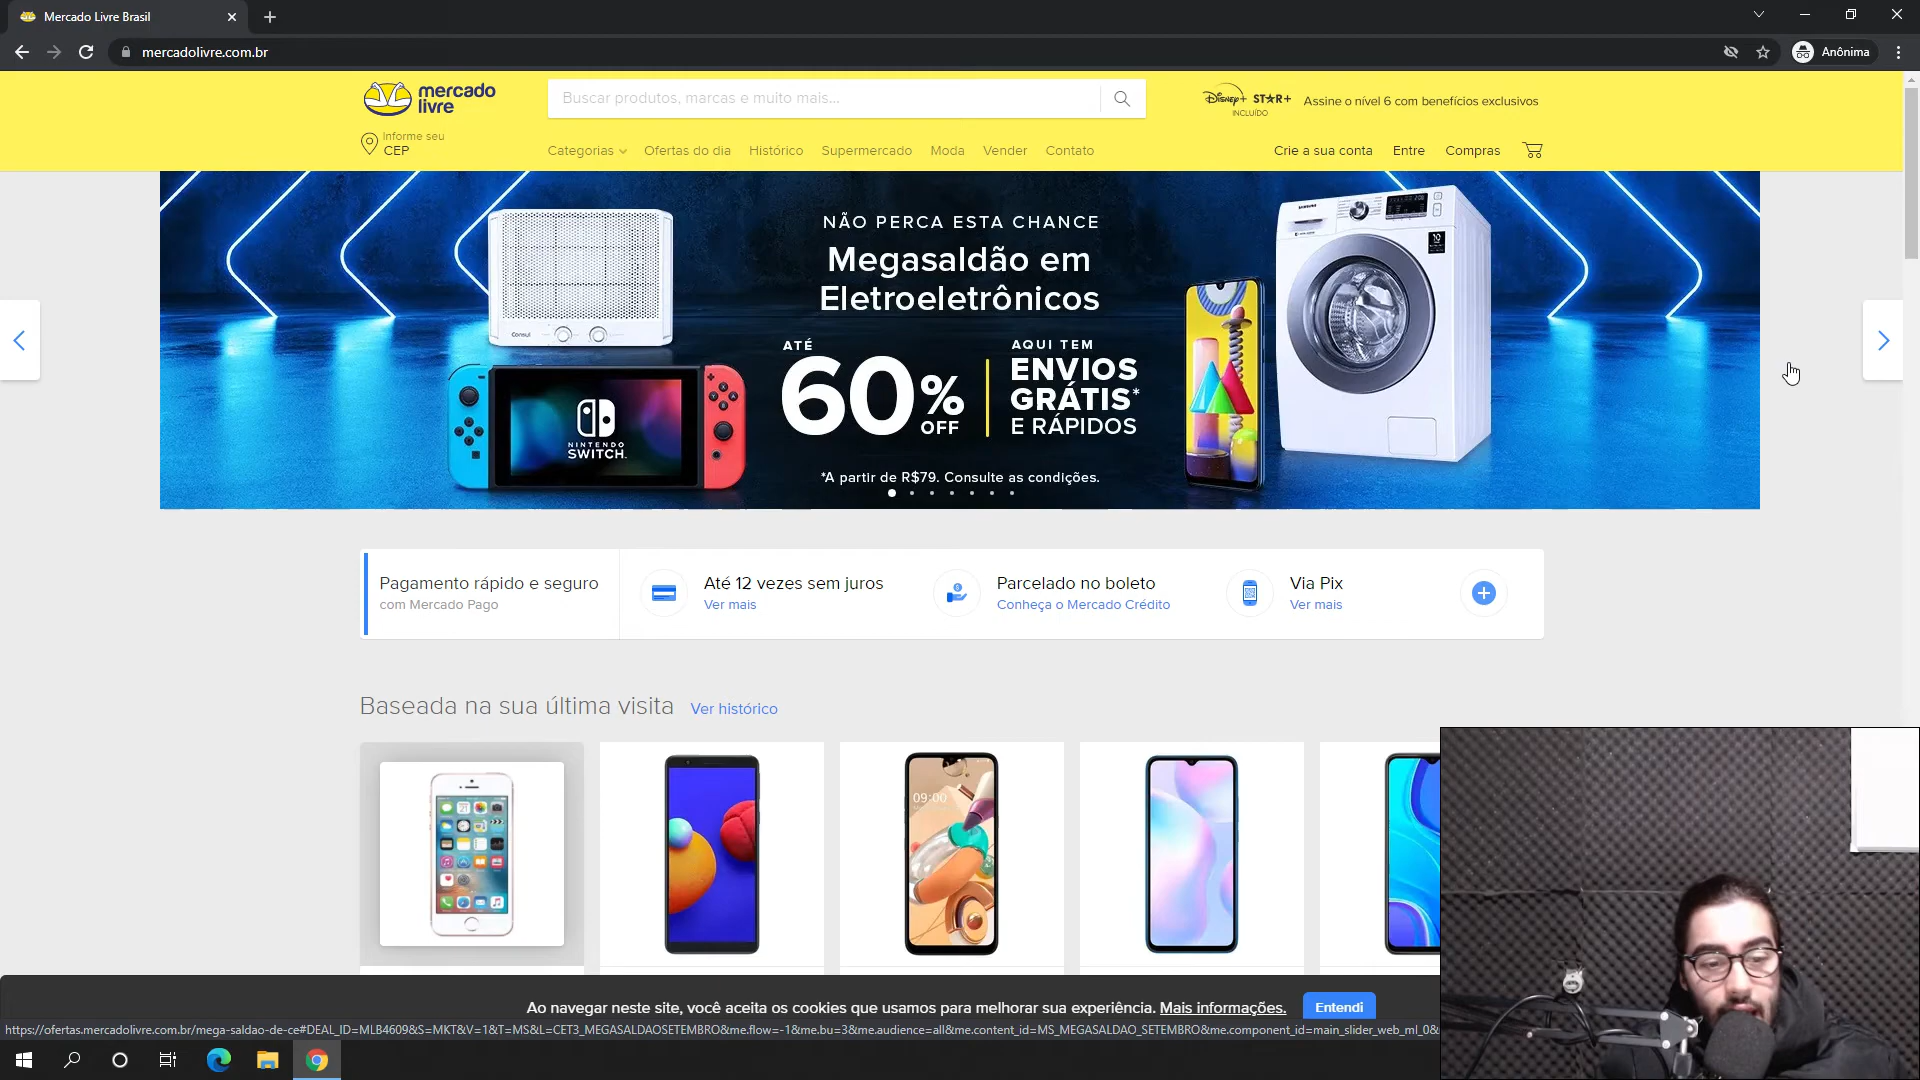 Mercado Livre Brasil
mercadolivre.com.br
Anônima
mercado
livre
Buscar produtos, marcas e muito mais...
Disney+ STAR+
INCLUÍDO
Assine o nível 6 com benefícios exclusivos
Informe seu
CEP
Categorias Ofertas do dia Histórico Supermercado Moda Vender Contato
Crie a sua conta Entre Compras
NÃO PERCA ESTA CHANCE
Megasaldão em
Eletroeletrônicos
ATÉ
60%
OFF
AQUI TEM
ENVIOS
GRÁTIS*
E RÁPIDOS
*A partir de R$79. Consulte as condições.
Consul
NINTENDO
SWITCH.
SAMSUNG
Pagamento rápido e seguro
com Mercado Pago
Até 12 vezes sem juros
Ver mais
Parcelado no boleto
Conheça o Mercado Crédito
Via Pix
Ver mais
Baseada na sua última visita Ver histórico
09:00
Ao navegar neste site, você aceita os cookies que usamos para melhorar sua experiência. Mais informações.
Entendi
https://ofertas.mercadolivre.com.br/mega-saldao-de-ce#DEAL_ID=MLB4609&S=MKT&V=1&T=MS&L=CET3_MEGASALDAOSETEMBRO&me.flow=-1&me.bu=3&me.audience=all&me.content_id=MS_MEGASALDAO_SETEMBRO&me.component_id=main_slider_web_ml_0&